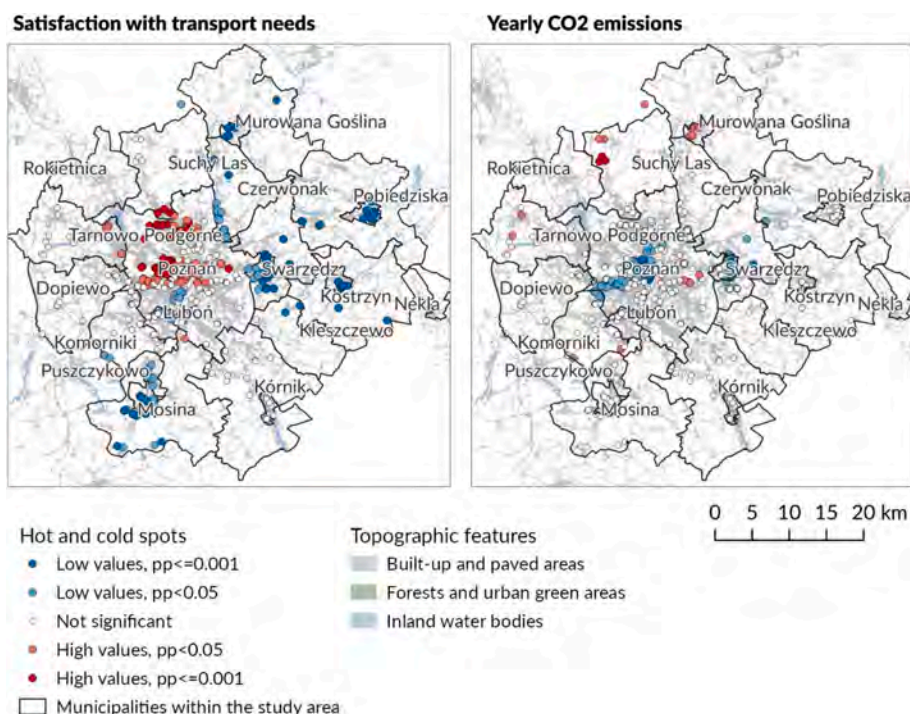 Satisfaction with transport needs
Yearly CO2 emissions
Murowana Goślina
Rokietnica
Suchy Las
Czerwonak
Pobiedziska
Tarnowo Podgórne
Poznań
Swarzędz
Dopiewo
Kostrzyn
Nekla
Luboń
Kleszczewo
Komorniki
Puszczykowo
Kórnik
Mosina
Murowana Goślina
Rokietnica
Suchy Las
Czerwonak
Pobiedziska
Tarnowo Podgórne
Poznań
Swarzędz
Dopiewo
Kostrzyn
Nekla
Luboń
Kleszczewo
Komorniki
Puszczykowo
Kórnik
Mosina
0 5 10 15 20 km
Hot and cold spots
Low values, pp<=0.001
Low values, pp<0.05
Not significant
High values, pp<0.05
High values, pp<=0.001
Municipalities within the study area
Topographic features
Built-up and paved areas
Forests and urban green areas
Inland water bodies